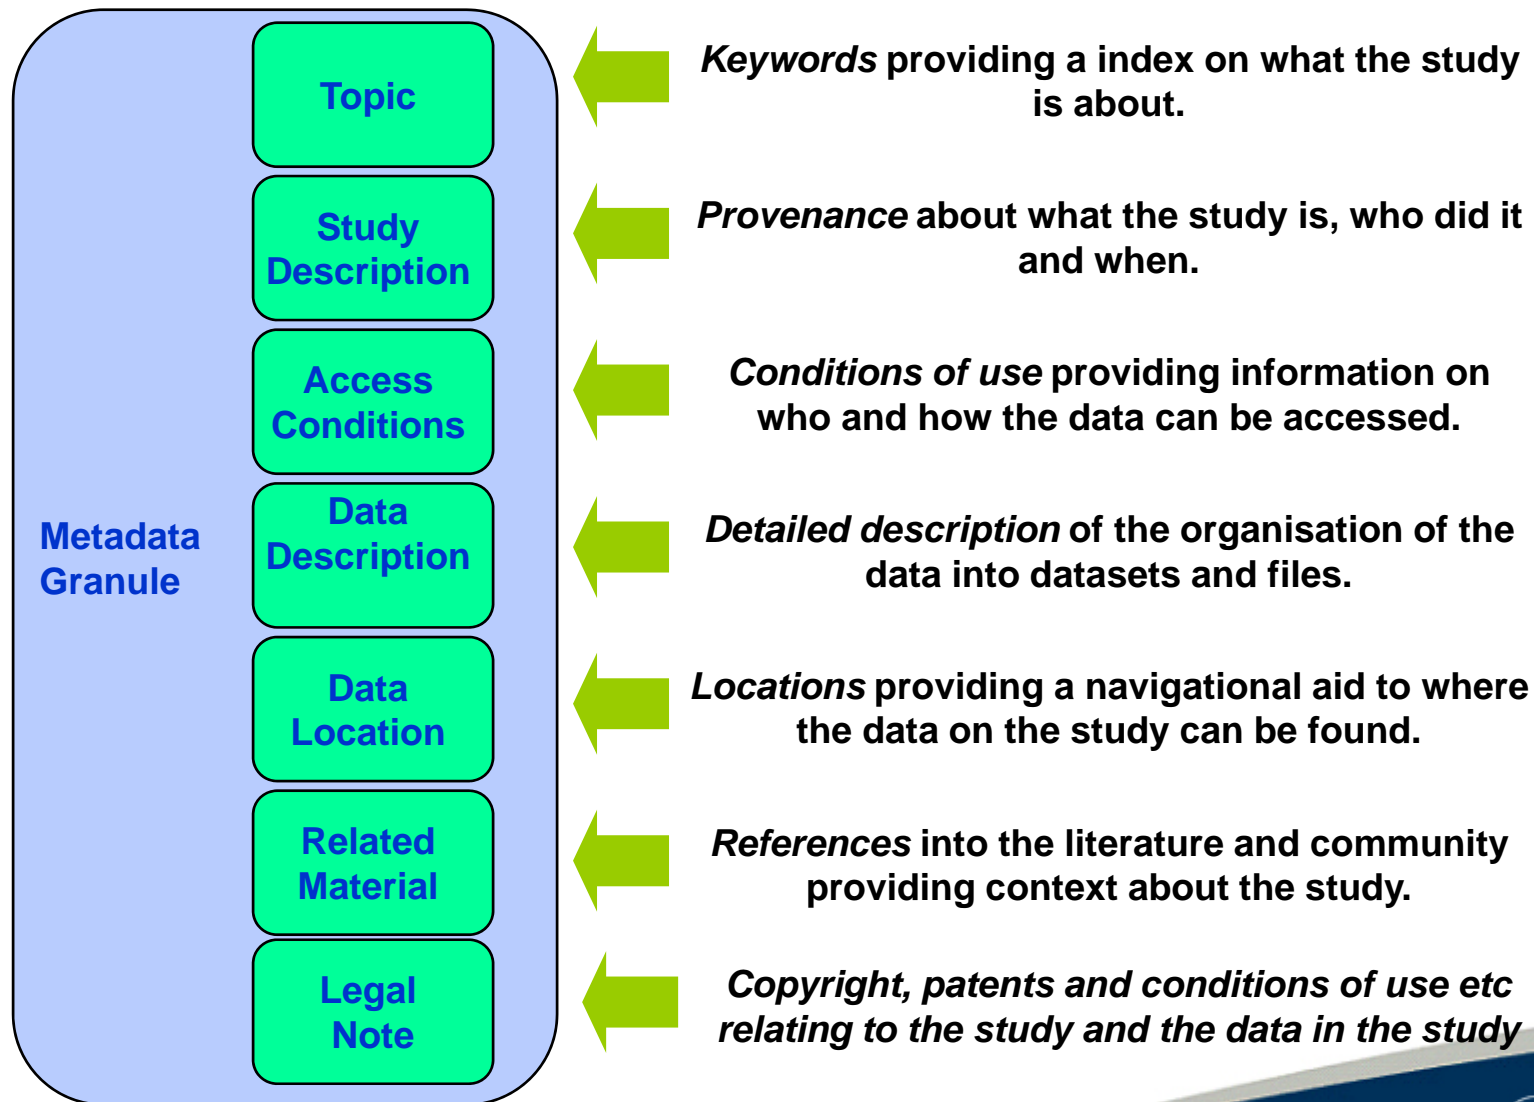 Topic
Keywords providing a index on what the study
is about.
Study
Description
Provenance about what the study is, who did it
and when.
Access
Conditions
Conditions of use providing information on
who and how the data can be accessed.
Metadata
Granule
Data
Description
Detailed description of the organisation of the
data into datasets and files.
Data
Location
Locations providing a navigational aid to where
the data on the study can be found.
Related
Material
References into the literature and community
providing context about the study.
Legal
Note
Copyright, patents and conditions of use etc
relating to the study and the data in the study